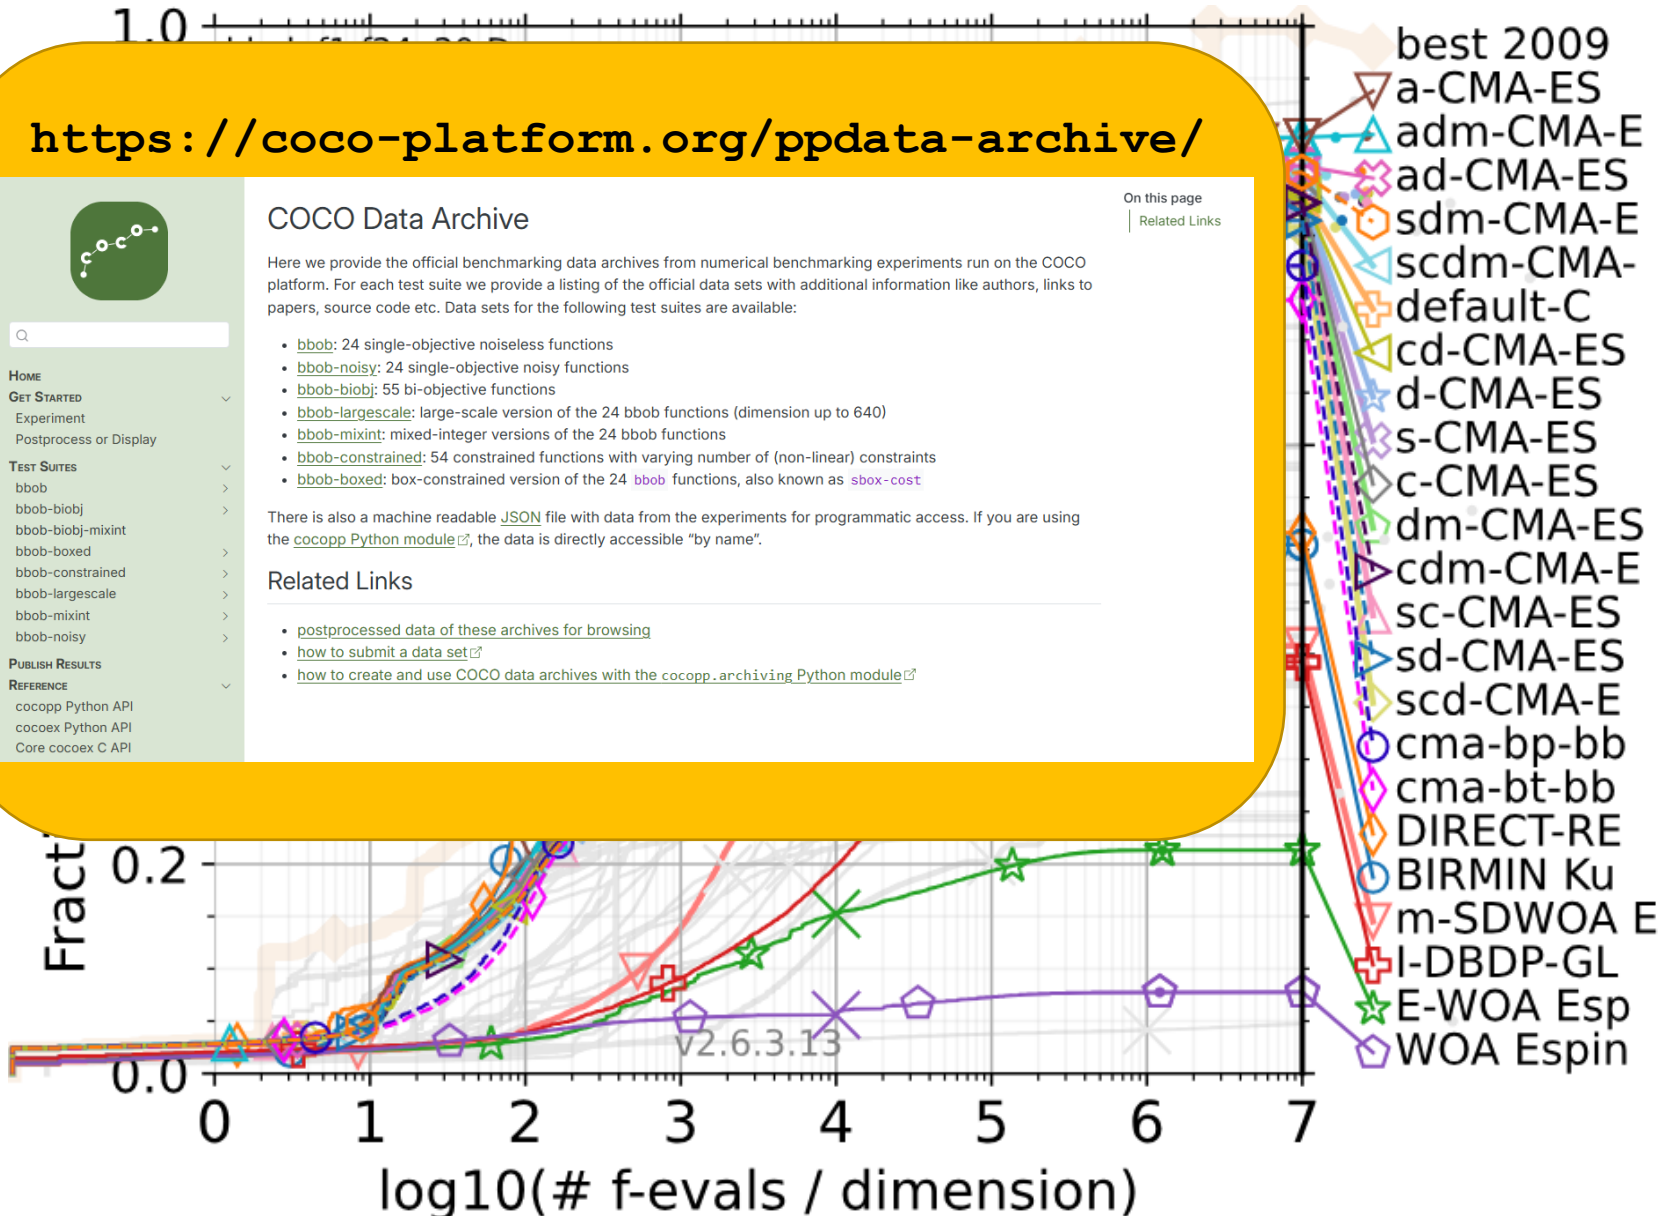 1.0
best 2009
a-CMA-ES
adm-CMA-E
ad-CMA-ES
sdm-CMA-E
scdm-CMA-
default-C
cd-CMA-ES
d-CMA-ES
s-CMA-ES
c-CMA-ES
dm-CMA-ES
cdm-CMA-E
sc-CMA-ES
sd-CMA-ES
scd-CMA-E
cma-bp-bb
cma-bt-bb
DIRECT-RE
BIRMIN Ku
m-SDWOA E
l-DBDP-GL
E-WOA Esp
WOA Espin
https://coco-platform.org/ppdata-archive/
coco
HOME
GET STARTED
Experiment
Postprocess or Display
TEST SUITES
bbob
bbob-biobj
bbob-biobj-mixint
bbob-boxed
bbob-constrained
bbob-largescale
bbob-mixint
bbob-noisy
PUBLISH RESULTS
REFERENCE
cocopp Python API
cocoex Python API
Core cocoex C API
COCO Data Archive
Here we provide the official benchmarking data archives from numerical benchmarking experiments run on the COCO
platform. For each test suite we provide a listing of the official data sets with additional information like authors, links to
papers, source code etc. Data sets for the following test suites are available:
• bbob: 24 single-objective noiseless functions
• bbob-noisy: 24 single-objective noisy functions
• bbob-biobj: 55 bi-objective functions
• bbob-largescale: large-scale version of the 24 bbob functions (dimension up to 640)
• bbob-mixint: mixed-integer versions of the 24 bbob functions
• bbob-constrained: 54 constrained functions with varying number of (non-linear) constraints
• bbob-boxed: box-constrained version of the 24 bbob functions, also known as sbox-cost
There is also a machine readable JSON file with data from the experiments for programmatic access. If you are using
the cocopp Python module, the data is directly accessible “by name”.
Related Links
• postprocessed data of these archives for browsing
• how to submit a data set
• how to create and use COCO data archives with the cocopp.archiving Python module
On this page
Related Links
Fract
0.2
0.0
v2.6.3.13
0 1 2 3 4 5 6 7
log10(# f-evals / dimension)